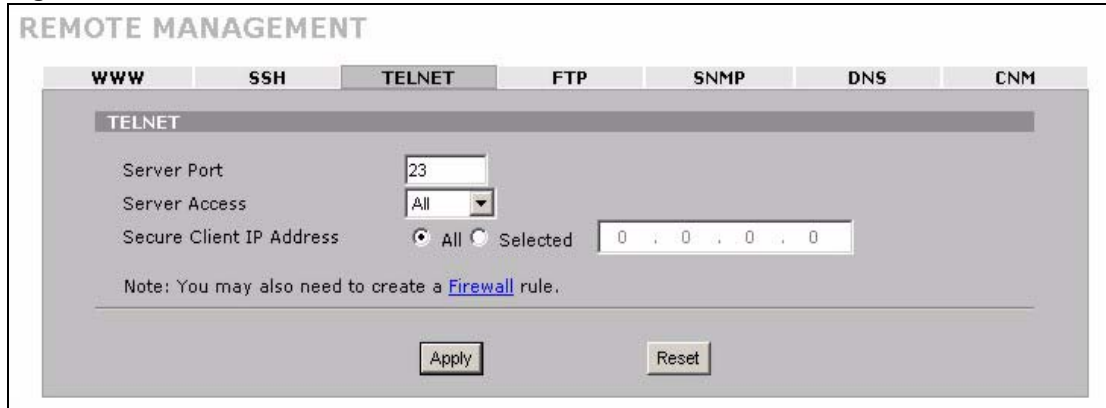 REMOTE MANAGEMENT
WWW SSH TELNET FTP SNMP DNS CNM
TELNET
Server Port 23
Server Access All
Secure Client IP Address All Selected 0 . 0 . 0 . 0
Note: You may also need to create a Firewall rule.
Apply Reset